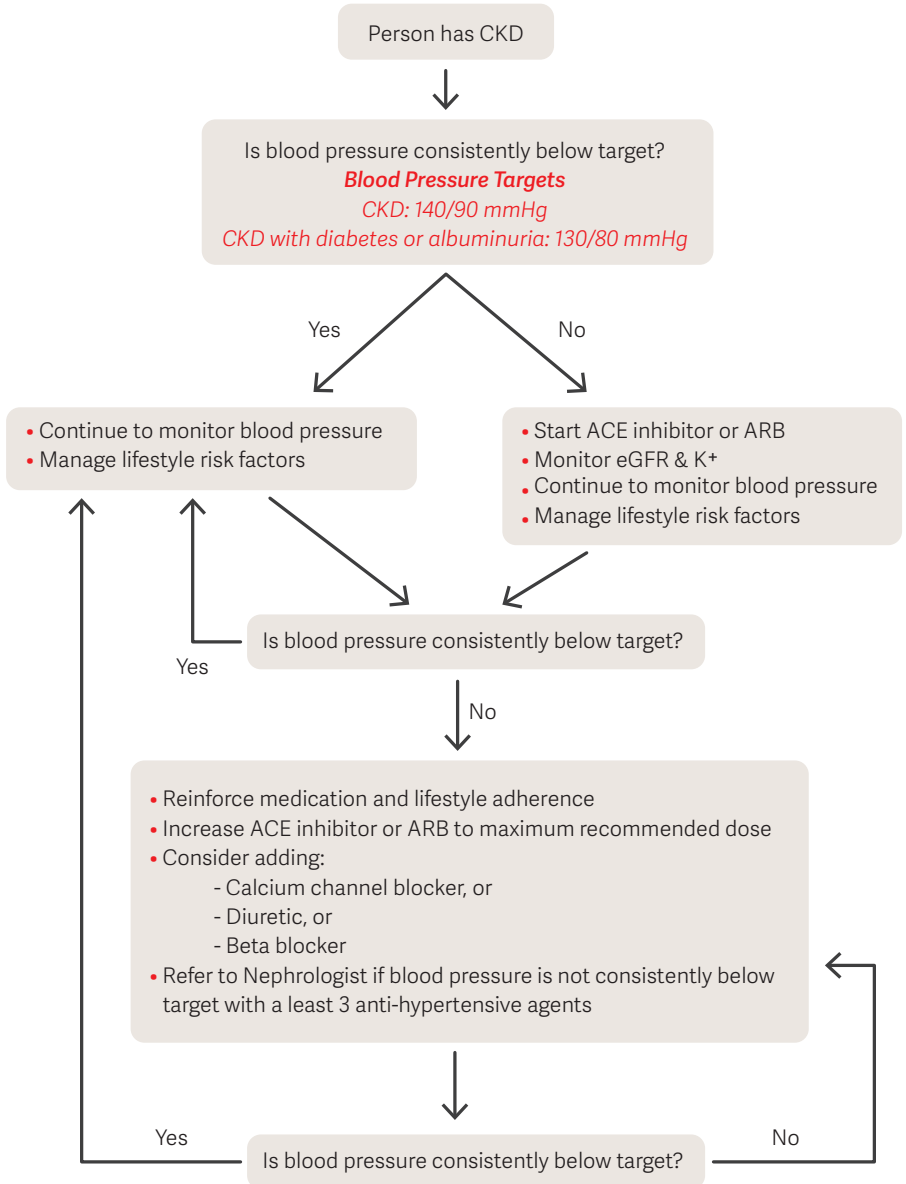 Person has CKD
Is blood pressure consistently below target?
Blood Pressure Targets
CKD: 140/90 mmHg
CKD with diabetes or albuminuria: 130/80 mmHg
Yes
No
• Continue to monitor blood pressure
• Manage lifestyle risk factors
• Start ACE inhibitor or ARB
• Monitor eGFR & K⁺
• Continue to monitor blood pressure
• Manage lifestyle risk factors
Is blood pressure consistently below target?
Yes
No
• Reinforce medication and lifestyle adherence
• Increase ACE inhibitor or ARB to maximum recommended dose
• Consider adding:
- Calcium channel blocker, or
- Diuretic, or
- Beta blocker
• Refer to Nephrologist if blood pressure is not consistently below
target with a least 3 anti-hypertensive agents
Yes
No
Is blood pressure consistently below target?